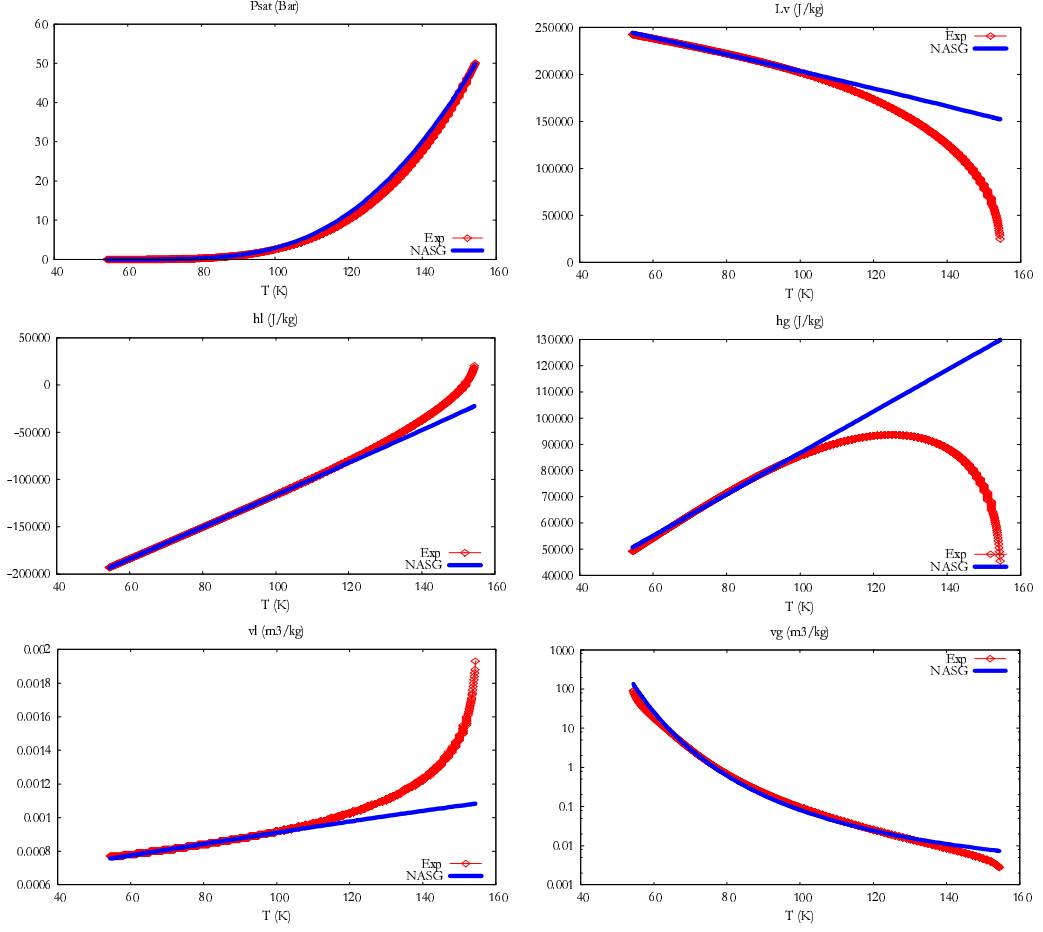 Psat (Bar)
60
50
40
30
20
10
0
40 60 80 100 120 140 160
T (K)
Exp
NASG
Lv (J/kg)
250000
200000
150000
100000
50000
0
40 60 80 100 120 140 160
T (K)
Exp
NASG
hl (J/kg)
50000
0
−50000
−100000
−150000
−200000
40 60 80 100 120 140 160
T (K)
Exp
NASG
hg (J/kg)
130000
120000
110000
100000
90000
80000
70000
60000
50000
40000
40 60 80 100 120 140 160
T (K)
Exp
NASG
vl (m3/kg)
0.002
0.0018
0.0016
0.0014
0.0012
0.001
0.0008
0.0006
40 60 80 100 120 140 160
T (K)
Exp
NASG
vg (m3/kg)
1000
100
10
1
0.1
0.01
0.001
40 60 80 100 120 140 160
T (K)
Exp
NASG